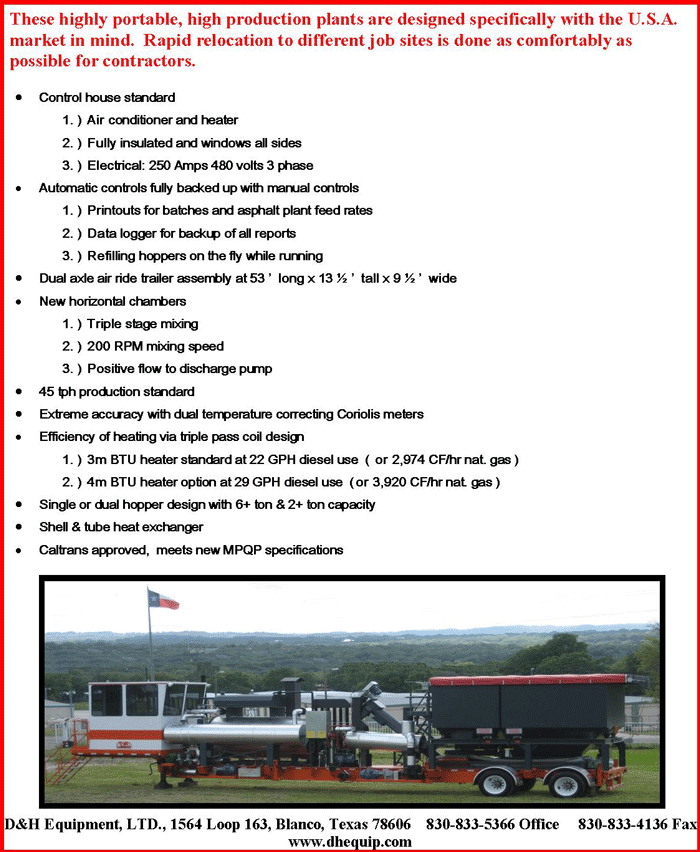 These highly portable, high production plants are designed specifically with the U.S.A.
market in mind.  Rapid relocation to different job sites is done as comfortably as
possible for contractors.
• Control house standard
1. ) Air conditioner and heater
2. ) Fully insulated and windows all sides
3. ) Electrical: 250 Amps 480 volts 3 phase
• Automatic controls fully backed up with manual controls
1. ) Printouts for batches and asphalt plant feed rates
2. ) Data logger for backup of all reports
3. ) Refilling hoppers on the fly while running
• Dual axle air ride trailer assembly at 53 ’ long x 13 ½ ’ tall x 9 ½ ’ wide
• New horizontal chambers
1. ) Triple stage mixing
2. ) 200 RPM mixing speed
3. ) Positive flow to discharge pump
• 45 tph production standard
• Extreme accuracy with dual temperature correcting Coriolis meters
• Efficiency of heating via triple pass coil design
1. ) 3m BTU heater standard at 22 GPH diesel use ( or 2,974 CF/hr nat. gas )
2. ) 4m BTU heater option at 29 GPH diesel use (or 3,920 CF/hr nat. gas )
• Single or dual hopper design with 6+ ton & 2+ ton capacity
• Shell & tube heat exchanger
• Caltrans approved, meets new MPQP specifications
D&H Equipment, LTD., 1564 Loop 163, Blanco, Texas 78606 830-833-5366 Office 830-833-4136 Fax
www.dhequip.com